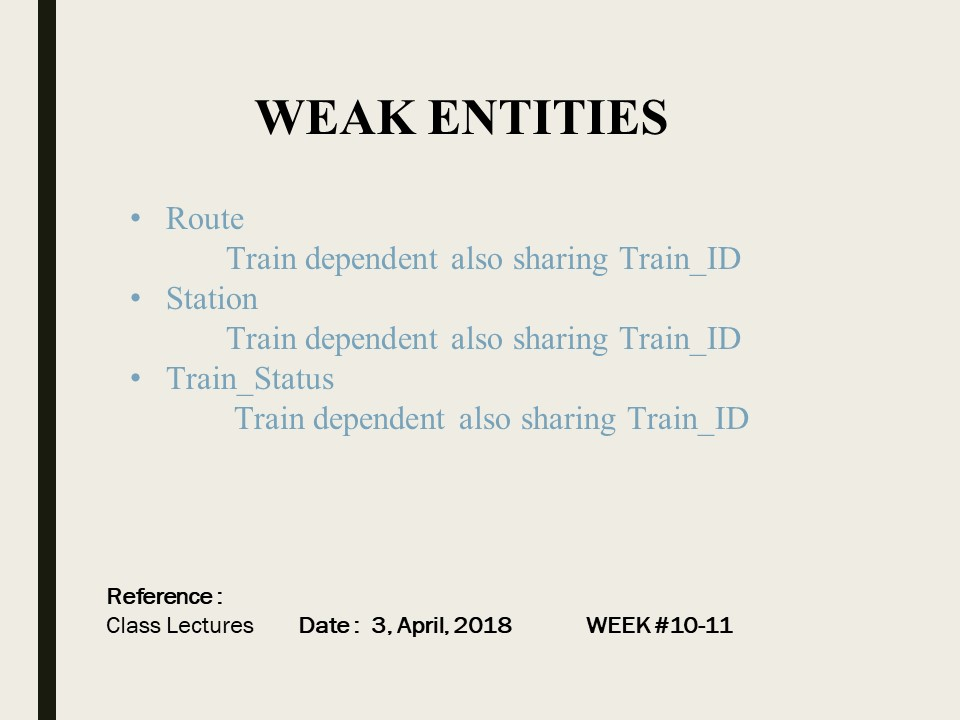 WEAK ENTITIES
• Route
Train dependent also sharing Train_ID
• Station
Train dependent also sharing Train_ID
• Train_Status
Train dependent also sharing Train_ID
Reference :
Class Lectures Date : 3, April, 2018 WEEK #10-11